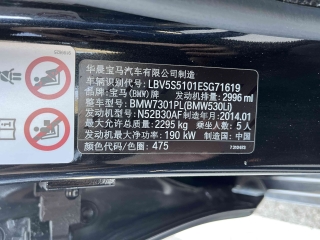 华晨宝马汽车有限公司制造
车辆识别代号: LBV5S5101ESG71619
品牌: 宝马(BMW)牌 发动机排量: 2996 ml
整车型号: BMW7301PL(BMW530Li)
发动机型号: N52B30AF 制造年月: 2014.01
最大允许总质量: 2295 kg 乘坐人数: 5 人
发动机最大净功率: 190 kW 制造国: 中国
颜色代码/色圈: 475